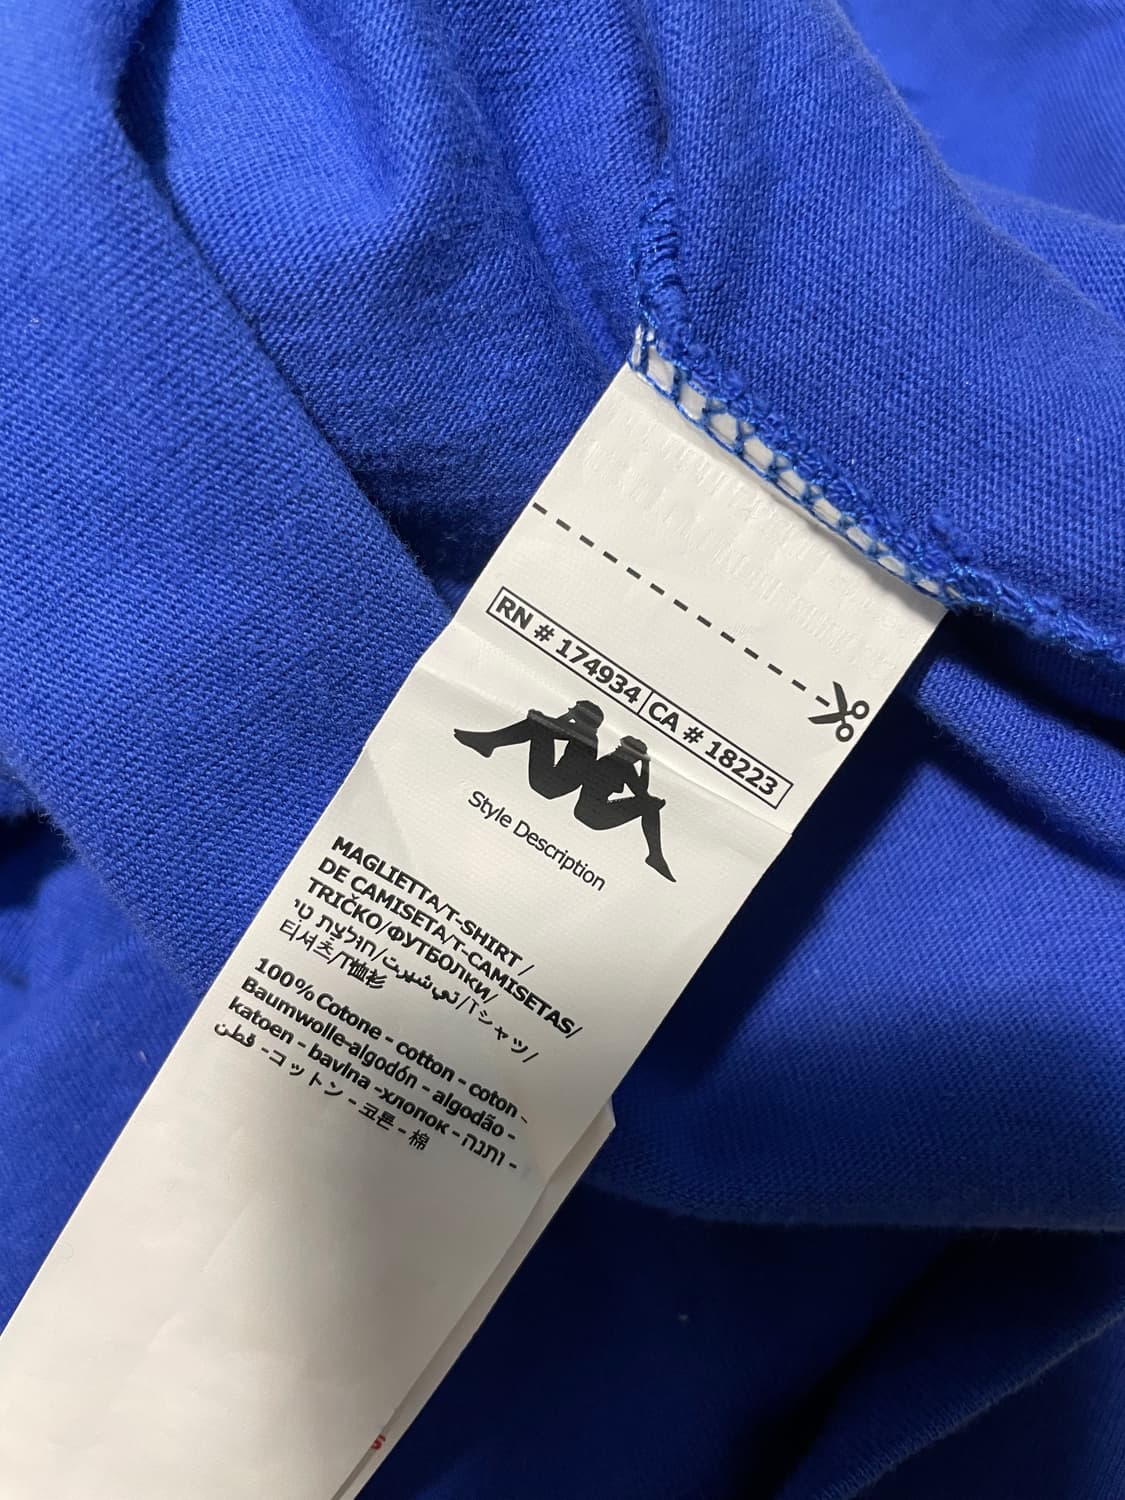 RN # 174934 CA # 18223
Style Description
MAGLIETTA/T-SHIRT /
DE CAMISETA/T-CAMISETAS/
TRIČKO/ФУТБОЛКИ/
חולצת טי/تي شيرت/Tシャツ/
티셔츠/T恤衫
100% Cotone - cotton - coton -
Baumwolle-algodón - algodão -
katoen - bavlna -хлопок - ותנה -
قطن -コットン - 코튼 - 棉